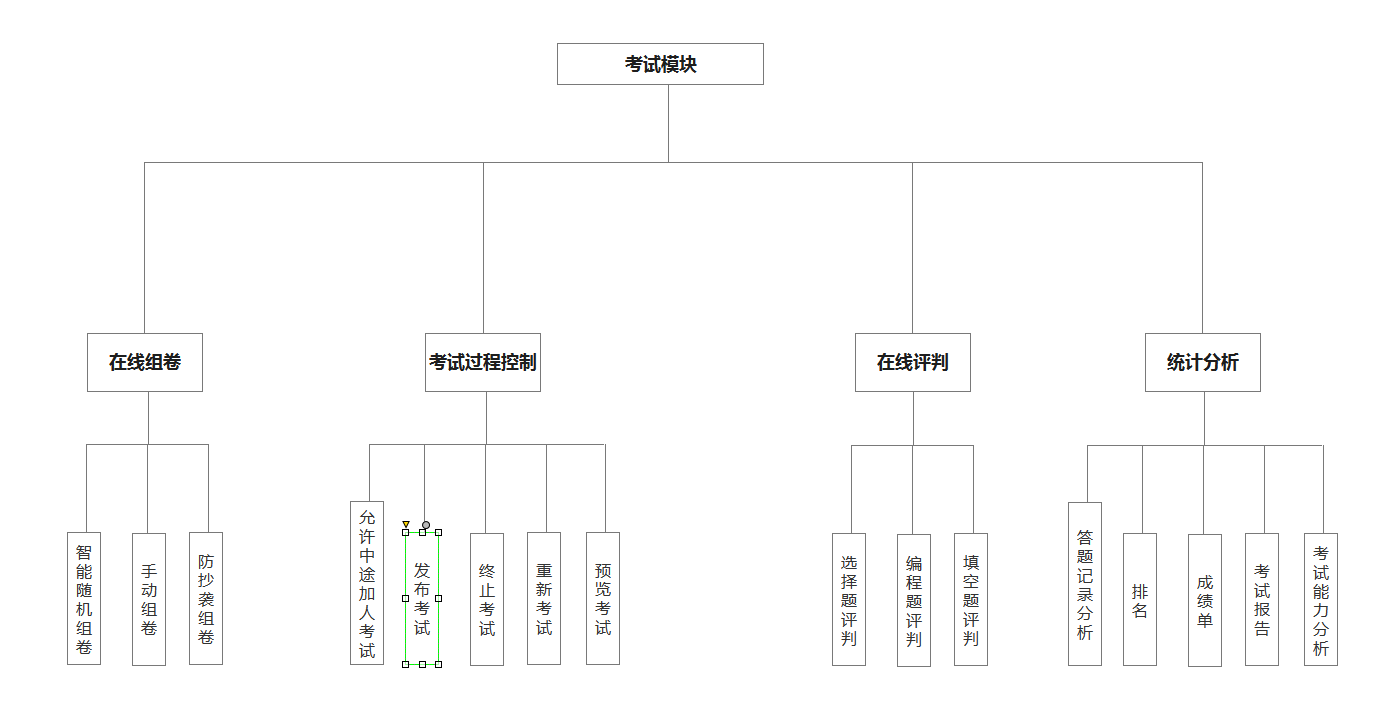 考试模块
在线组卷
考试过程控制
在线评判
统计分析
智能随机组卷
手动组卷
防抄袭组卷
允许中途加人考试
发布考试
终止考试
重新考试
预览考试
选择题评判
编程题评判
填空题评判
答题记录分析
排名
成绩单
考试报告
考试能力分析